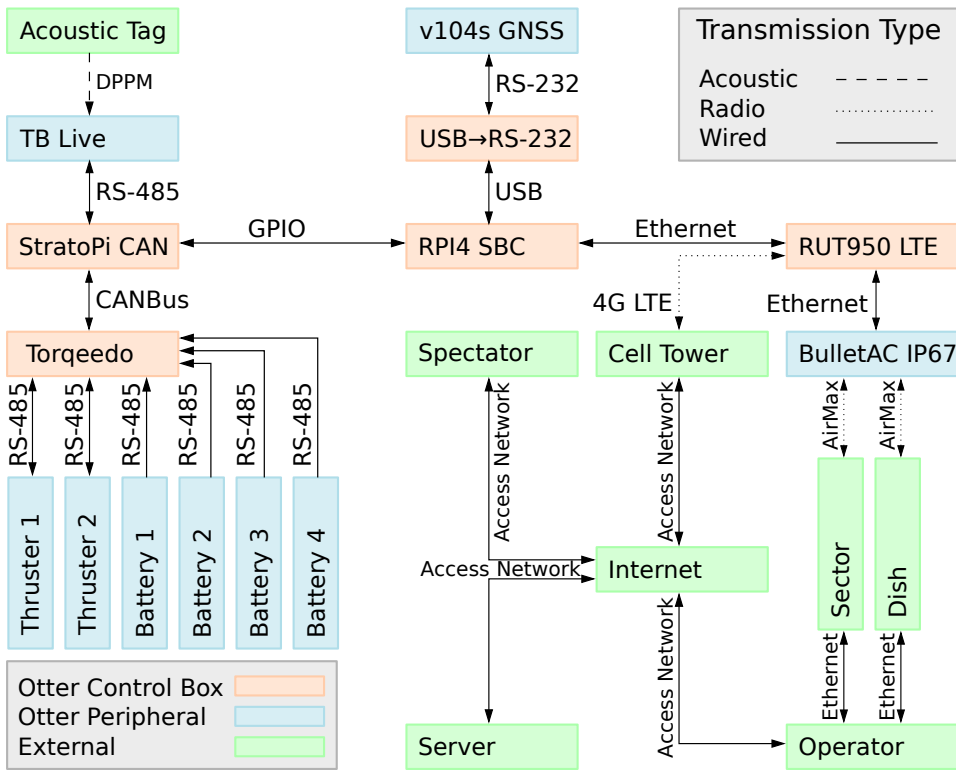 Acoustic Tag
v104s GNSS
Transmission Type
Acoustic
Radio
Wired
DPPM
RS-232
TB Live
USB→RS-232
RS-485
USB
StratoPi CAN
GPIO
RPI4 SBC
Ethernet
RUT950 LTE
CANBus
4G LTE
Ethernet
Torqeedo
Spectator
Cell Tower
BulletAC IP67
RS-485
RS-485
RS-485
RS-485
RS-485
RS-485
Access Network
Access Network
AirMax
AirMax
Thruster 1
Thruster 2
Battery 1
Battery 2
Battery 3
Battery 4
Access Network
Internet
Sector
Dish
Access Network
Ethernet
Ethernet
Otter Control Box
Otter Peripheral
External
Server
Operator